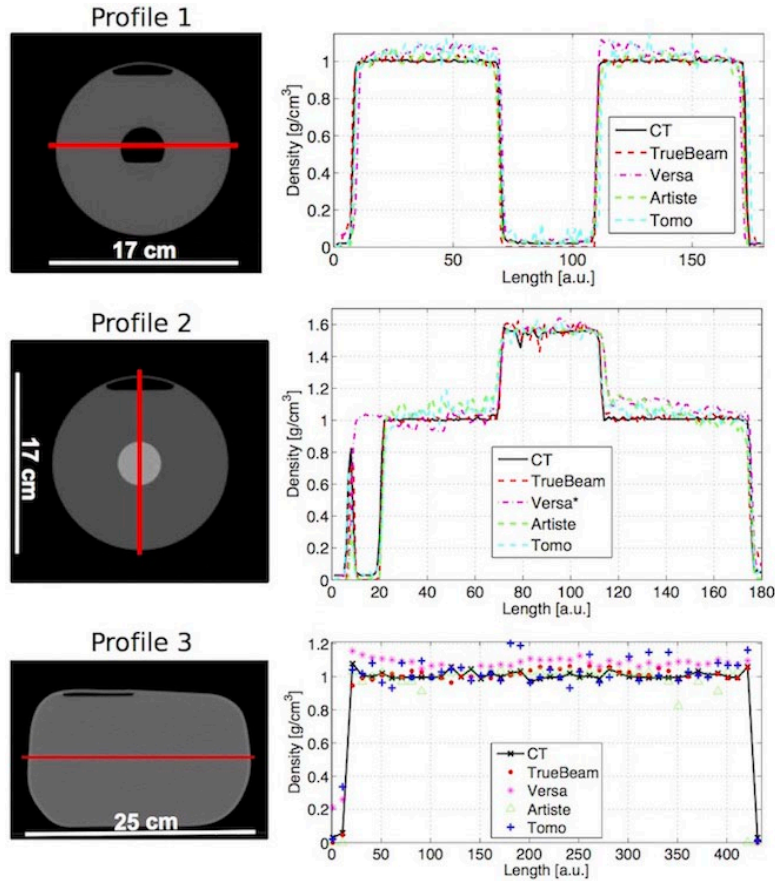 Profile 1
17 cm
Density [g/cm³]
1
0.8
0.6
0.4
0.2
0
0 50 100 150
Length [a.u.]
CT
TrueBeam
Versa
Artiste
Tomo
Profile 2
17 cm
Density [g/cm³]
1.6
1.4
1.2
1.0
0.8
0.6
0.4
0.2
0
0 20 40 60 80 100 120 140 160 180
Length [a.u.]
CT
TrueBeam
Versa*
Artiste
Tomo
Profile 3
25 cm
Density [g/cm³]
1.2
1
0.8
0.6
0.4
0.2
0
0 50 100 150 200 250 300 350 400
Length [a.u.]
CT
TrueBeam
Versa
Artiste
Tomo